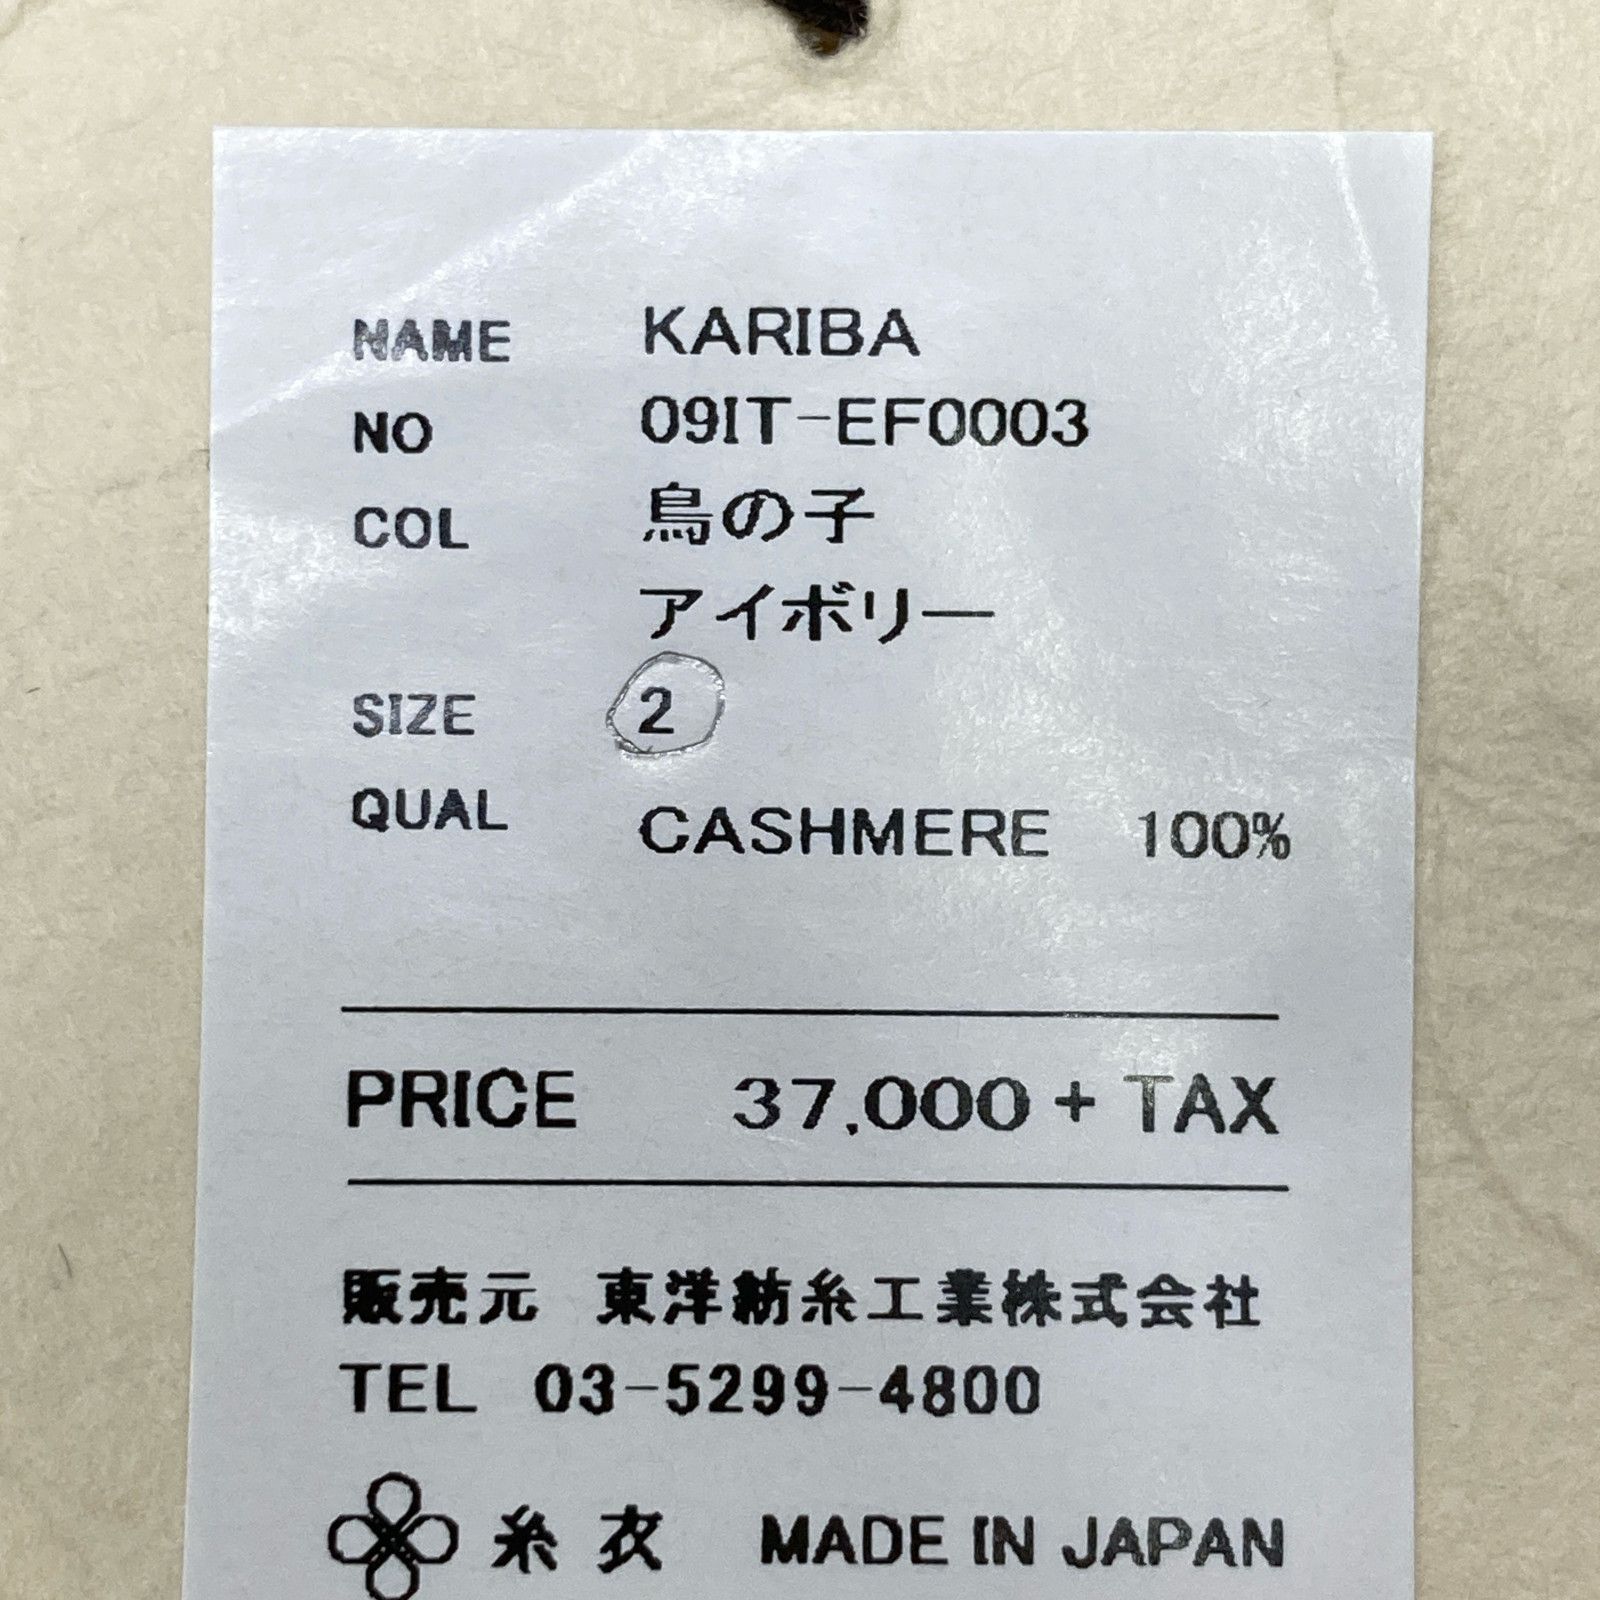 NAME KARIBA
NO 09IT-EF0003
COL 鳥の子
アイボリー
SIZE 2
QUAL CASHMERE 100%
PRICE 37,000 + TAX
販売元 東洋紡糸工業株式会社
TEL 03-5299-4800
糸衣 MADE IN JAPAN